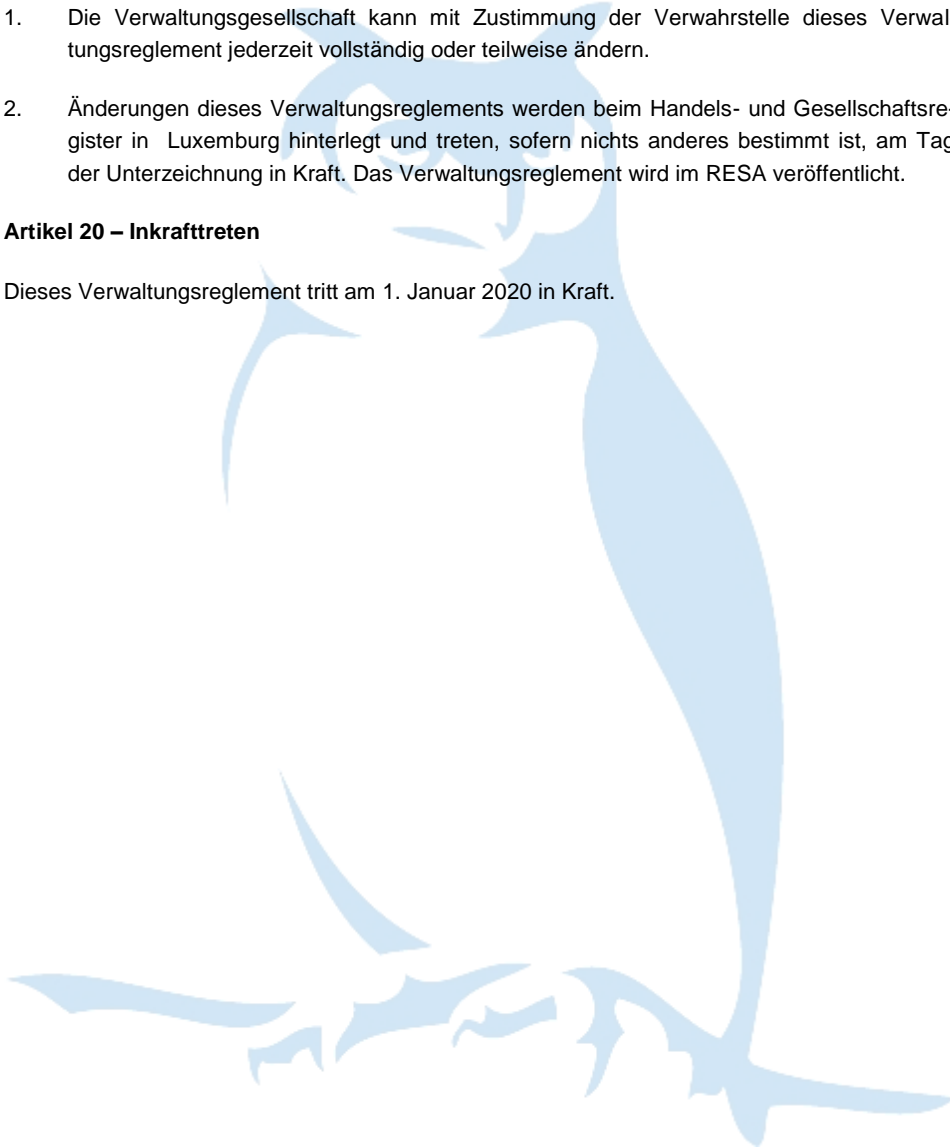 1. Die Verwaltungsgesellschaft kann mit Zustimmung der Verwahrstelle dieses Verwal-
tungsreglement jederzeit vollständig oder teilweise ändern.
2. Änderungen dieses Verwaltungsreglements werden beim Handels- und Gesellschaftsre-
gister in Luxemburg hinterlegt und treten, sofern nichts anderes bestimmt ist, am Tag
der Unterzeichnung in Kraft. Das Verwaltungsreglement wird im RESA veröffentlicht.
Artikel 20 – Inkrafttreten
Dieses Verwaltungsreglement tritt am 1. Januar 2020 in Kraft.